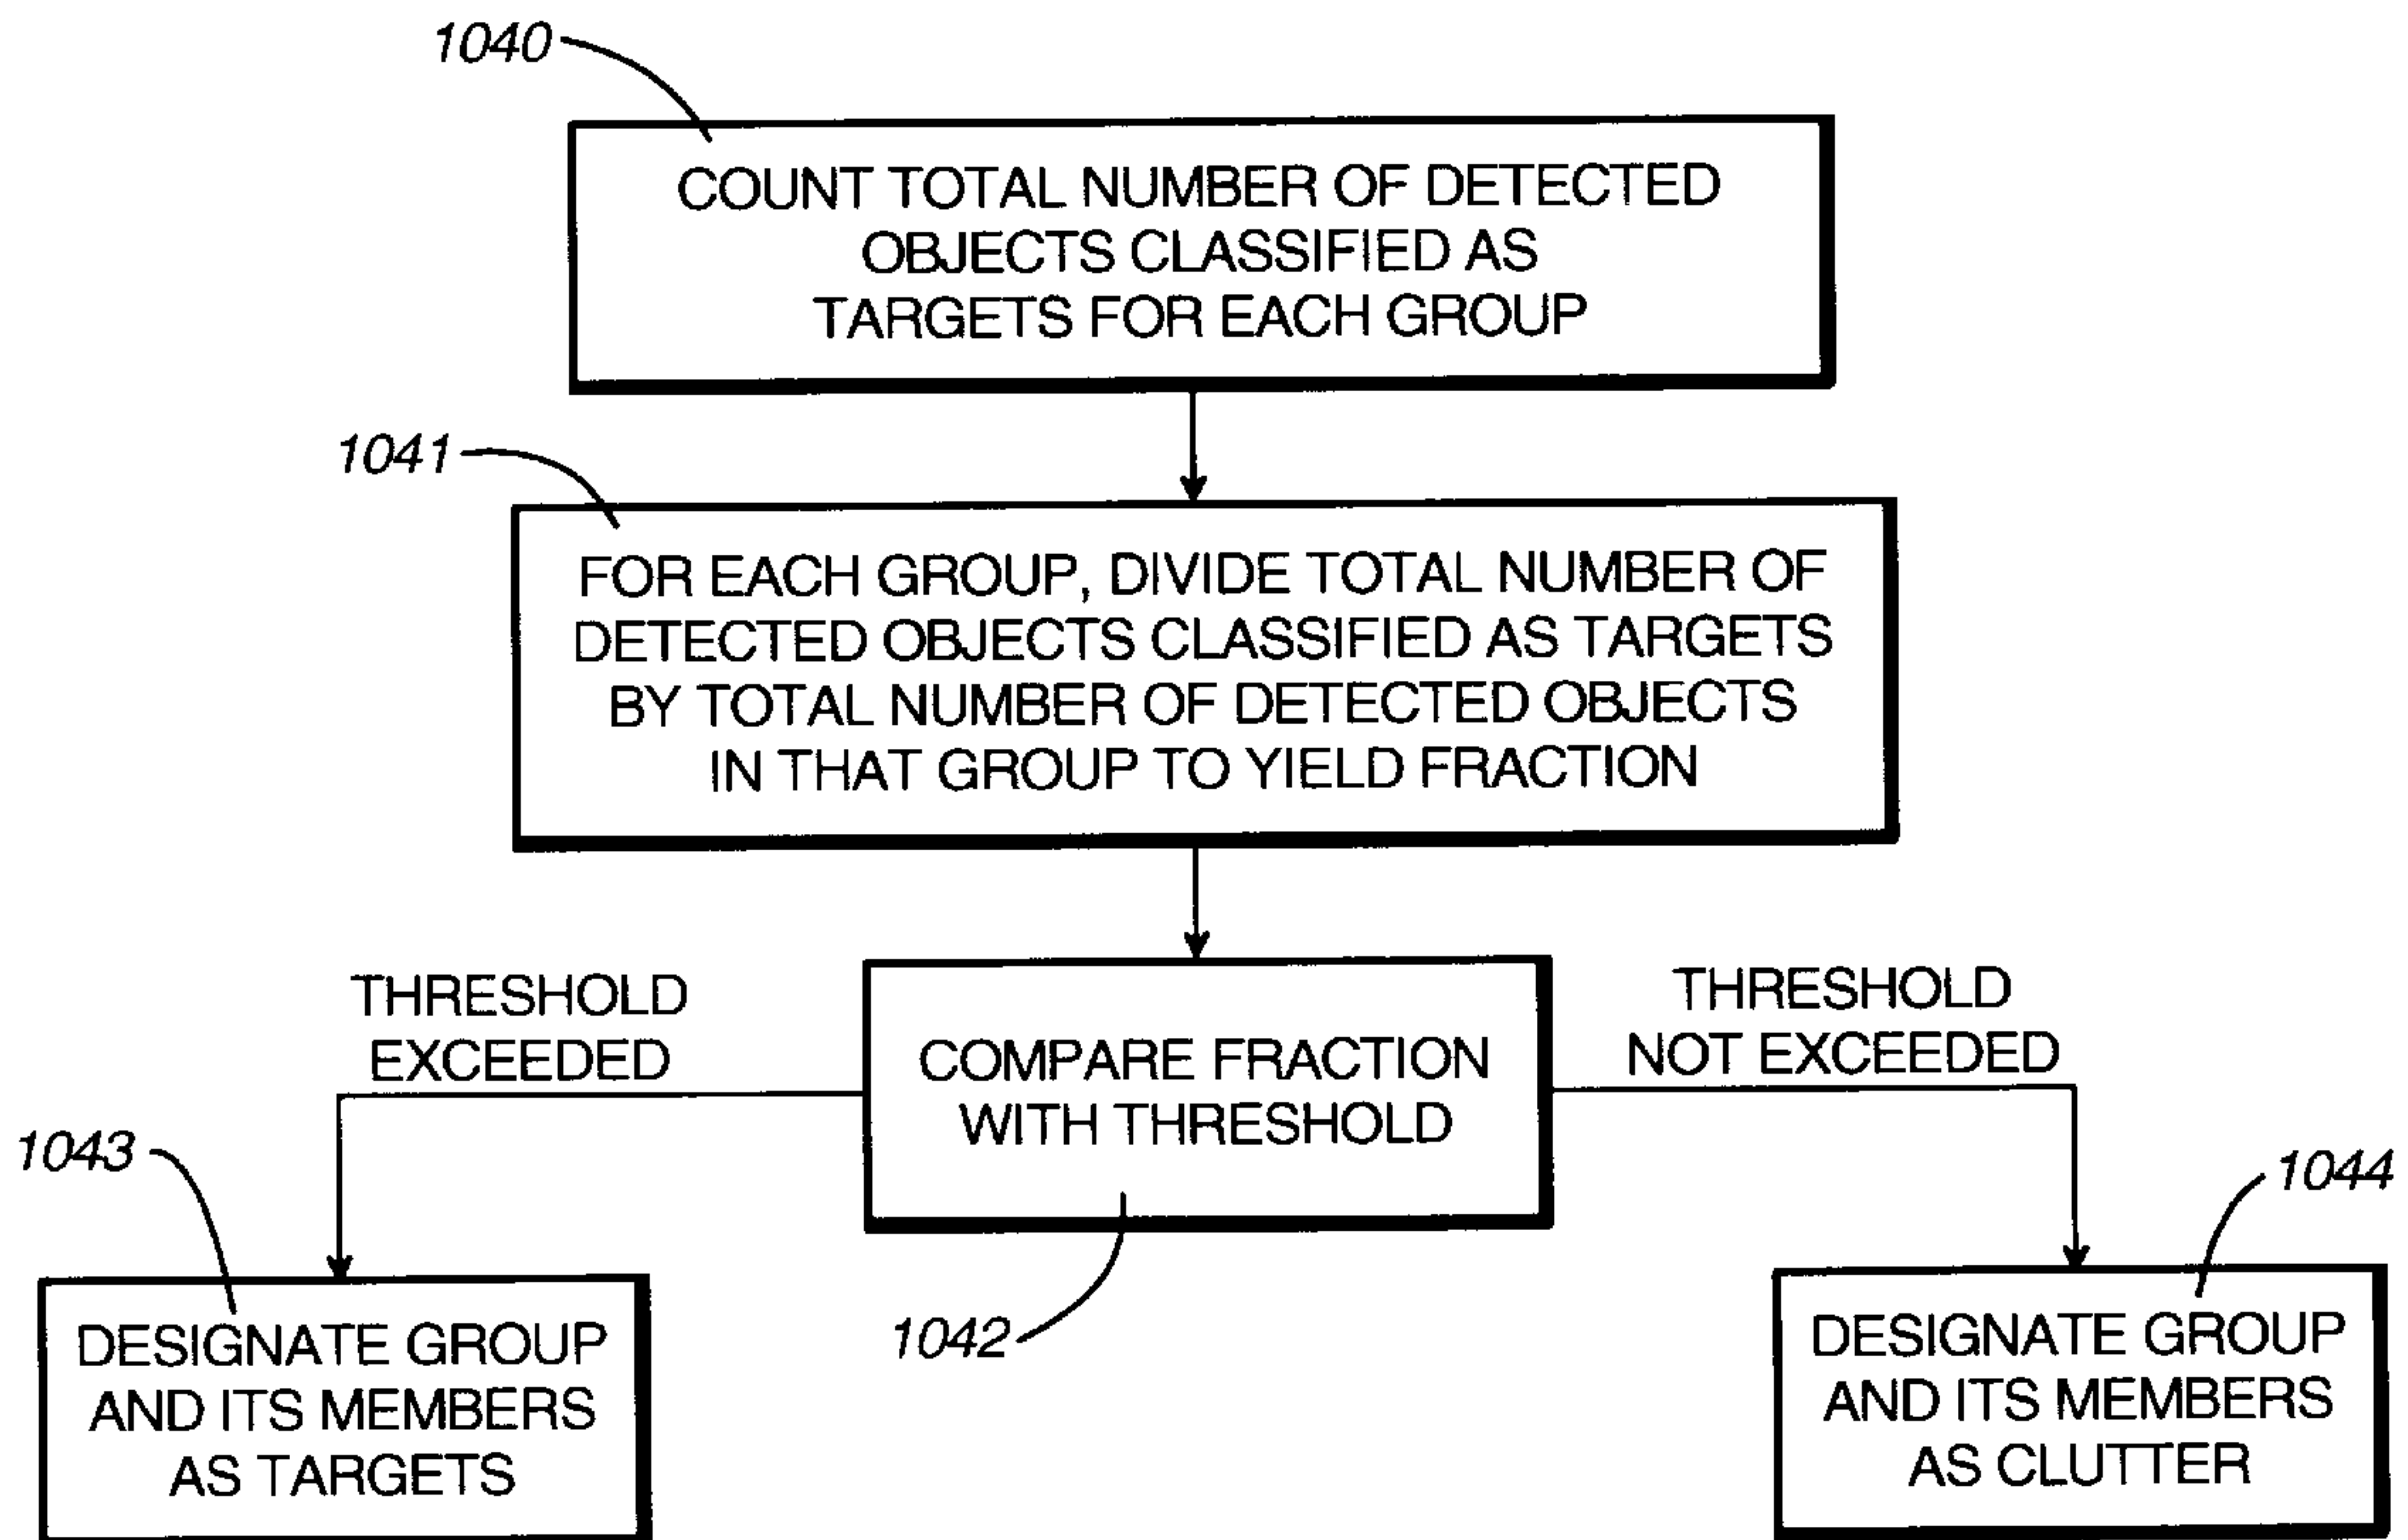 1040
COUNT TOTAL NUMBER OF DETECTED
OBJECTS CLASSIFIED AS
TARGETS FOR EACH GROUP
1041
FOR EACH GROUP, DIVIDE TOTAL NUMBER OF
DETECTED OBJECTS CLASSIFIED AS TARGETS
BY TOTAL NUMBER OF DETECTED OBJECTS
IN THAT GROUP TO YIELD FRACTION
THRESHOLD
EXCEEDED
COMPARE FRACTION
WITH THRESHOLD
THRESHOLD
NOT EXCEEDED
1043
1042
1044
DESIGNATE GROUP
AND ITS MEMBERS
AS TARGETS
DESIGNATE GROUP
AND ITS MEMBERS
AS CLUTTER